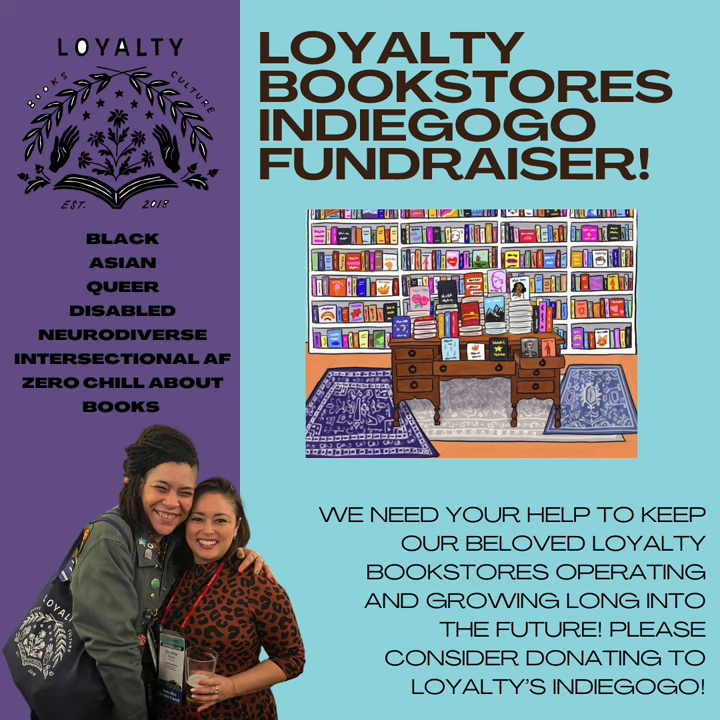 LOYALTY
BOOKS
CULTURE
EST. 2018
BLACK
ASIAN
QUEER
DISABLED
NEURODIVERSE
INTERSECTIONAL AF
ZERO CHILL ABOUT
BOOKS
LOYALTY
LOYALTY
BOOKSTORES
INDIEGOGO
FUNDRAISER!
WE NEED YOUR HELP TO KEEP
OUR BELOVED LOYALTY
BOOKSTORES OPERATING
AND GROWING LONG INTO
THE FUTURE! PLEASE
CONSIDER DONATING TO
LOYALTY'S INDIEGOGO!